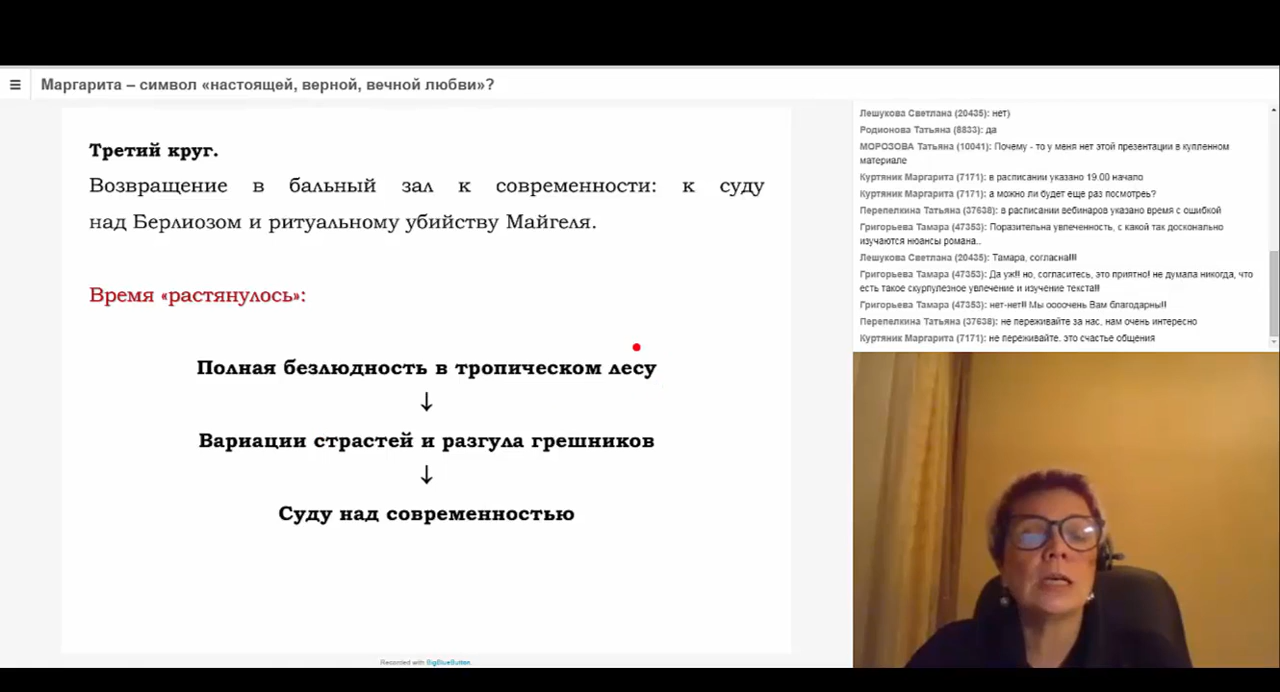 ☰ Маргарита – символ «настоящей, верной, вечной любви»?
Третий круг.
Возвращение в бальный зал к современности: к суду
над Берлиозом и ритуальному убийству Майгеля.
Время «растянулось»:
Полная безлюдность в тропическом лесу
↓
Вариации страстей и разгула грешников
↓
Суду над современностью
Recorded with BigBlueButton.
Лешукова Светлана (20435): нет)
Родионова Татьяна (8833): да
МОРОЗОВА Татьяна (10041): Почему - то у меня нет этой презентации в купленном
материале
Куртяник Маргарита (7171): в расписании указано 19.00 начало
Куртяник Маргарита (7171): а можно ли будет еще раз посмотреь?
Перепелкина Татьяна (37638): в расписании вебинаров указано время с ошибкой
Григорьева Тамара (47353): Поразительна увлеченность, с какой так досконально
изучаются нюансы романа..
Лешукова Светлана (20435): Тамара, согласна!!!
Григорьева Тамара (47353): Да уж!! но, согласитесь, это приятно! не думала никогда, что
есть такое скурпулезное увлечение и изучение текста!!
Григорьева Тамара (47353): нет-нет!! Мы оооочень Вам благодарны!!
Перепелкина Татьяна (37638): не переживайте за нас, нам очень интересно
Куртяник Маргарита (7171): не переживайте. это счастье общения